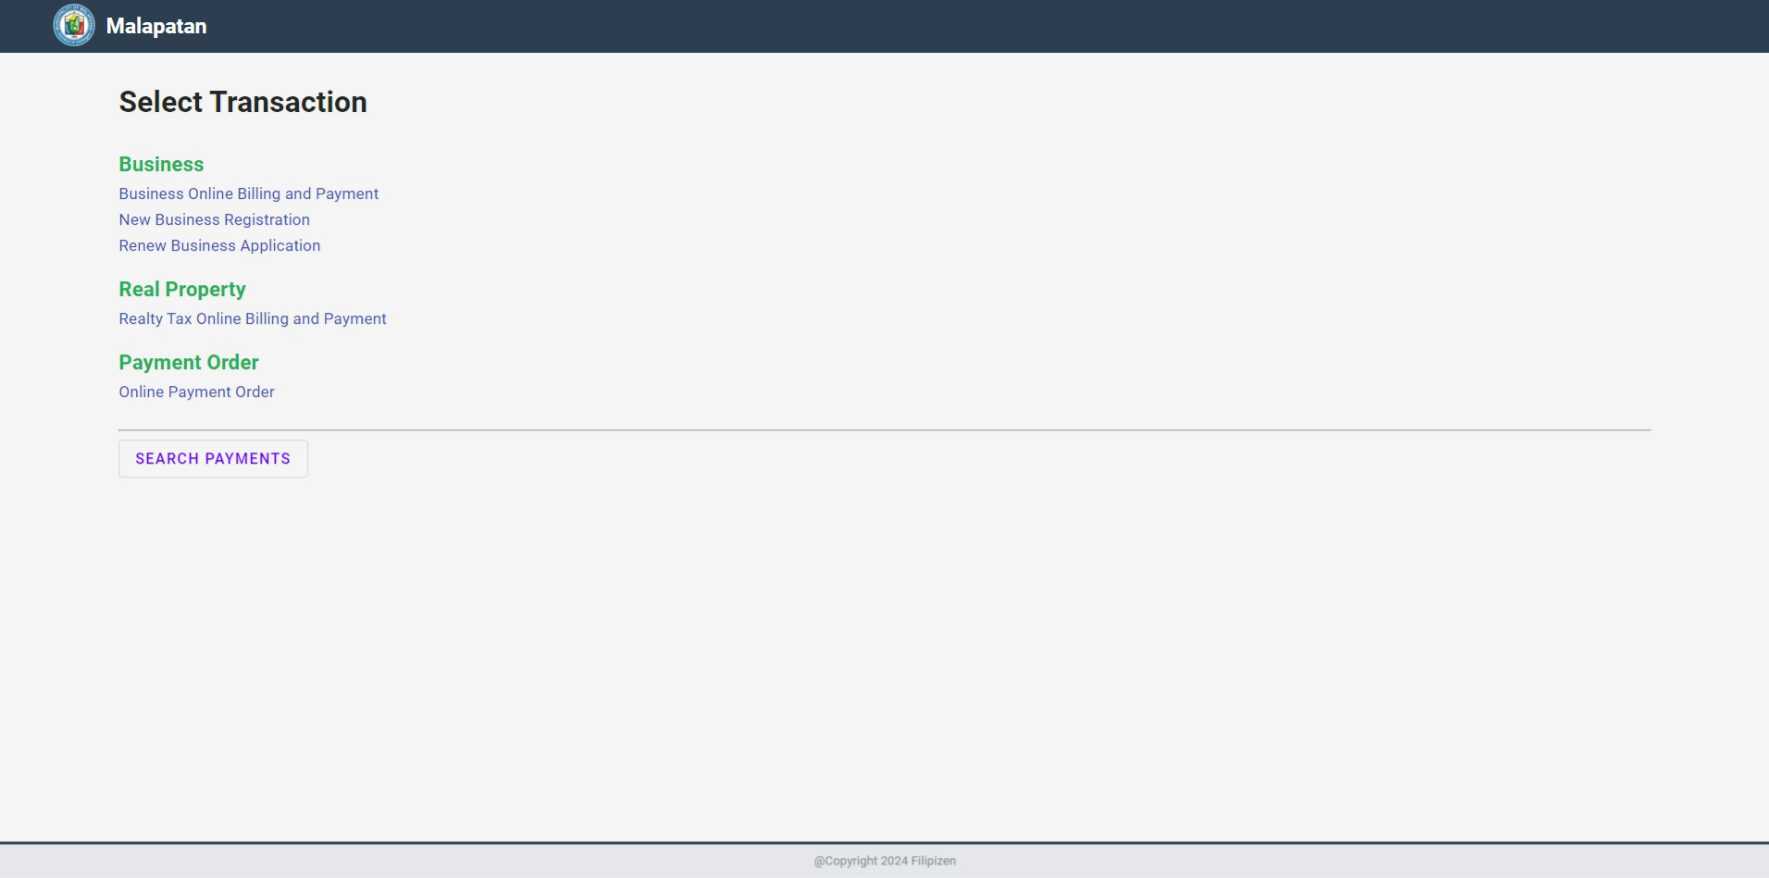 Malapatan
Select Transaction
Business
Business Online Billing and Payment
New Business Registration
Renew Business Application
Real Property
Realty Tax Online Billing and Payment
Payment Order
Online Payment Order
SEARCH PAYMENTS
@Copyright 2024 Filipizen